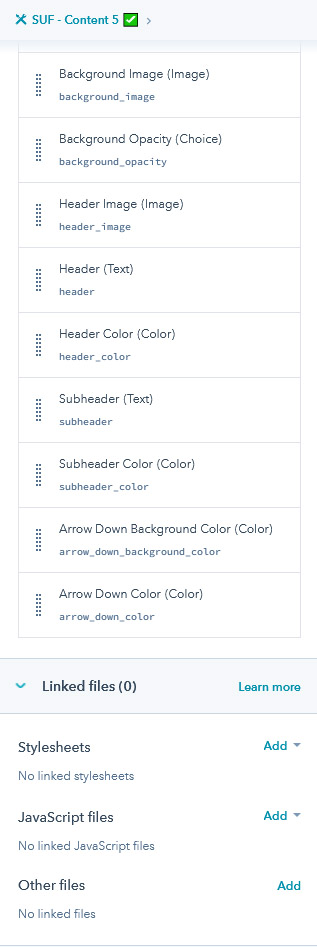 SUF - Content 5
Background Image (Image)
background_image
Background Opacity (Choice)
background_opacity
Header Image (Image)
header_image
Header (Text)
header
Header Color (Color)
header_color
Subheader (Text)
subheader
Subheader Color (Color)
subheader_color
Arrow Down Background Color (Color)
arrow_down_background_color
Arrow Down Color (Color)
arrow_down_color
Linked files (0) Learn more
Stylesheets Add
No linked stylesheets
JavaScript files Add
No linked JavaScript files
Other files Add
No linked files